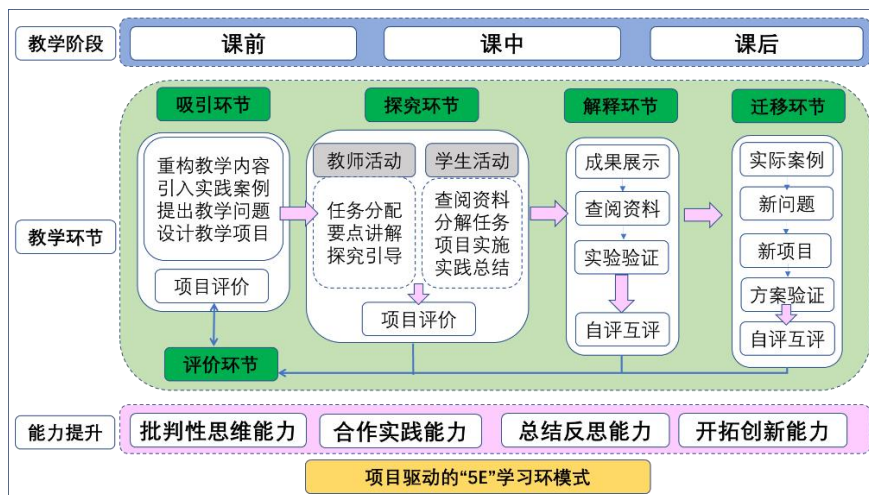 教学阶段
课前
课中
课后
教学环节
吸引环节
重构教学内容
引入实践案例
提出教学问题
设计教学项目
项目评价
探究环节
教师活动
任务分配
要点讲解
探究引导
学生活动
查阅资料
分解任务
项目实施
实践总结
项目评价
解释环节
成果展示
查阅资料
实验验证
自评互评
迁移环节
实际案例
新问题
新项目
方案验证
自评互评
评价环节
能力提升
批判性思维能力
合作实践能力
总结反思能力
开拓创新能力
项目驱动的“5E”学习环模式